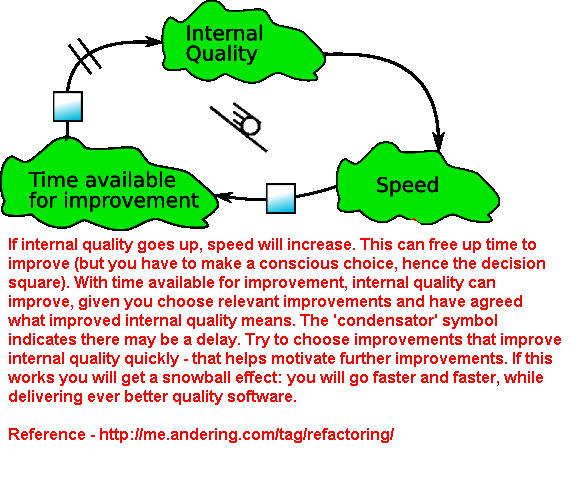 Internal
Quality
Time available
for improvement
Speed
If internal quality goes up, speed will increase. This can free up time to
improve (but you have to make a conscious choice, hence the decision
square). With time available for improvement, internal quality can
improve, given you choose relevant improvements and have agreed
what improved internal quality means. The 'condensator' symbol
indicates there may be a delay. Try to choose improvements that improve
internal quality quickly - that helps motivate further improvements. If this
works you will get a snowball effect: you will go faster and faster, while
delivering ever better quality software.
Reference - http://me.andering.com/tag/refactoring/